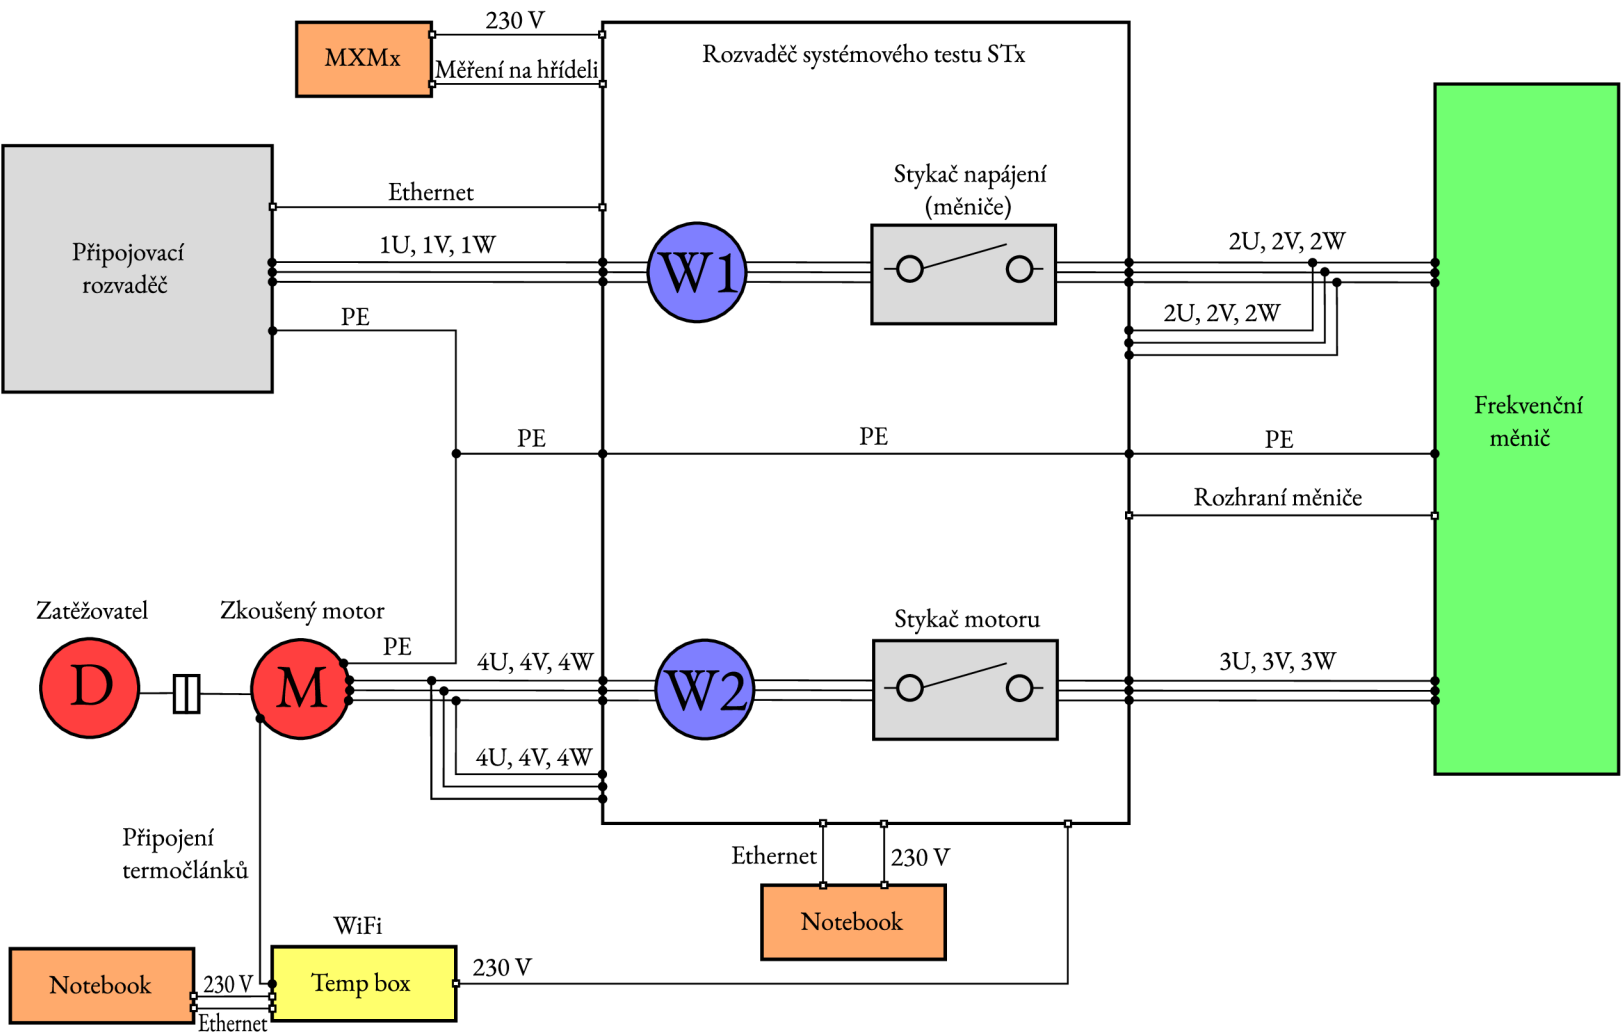 230 V
MXMx
Měření na hřídeli
Rozvaděč systémového testu STx
Stykač napájení
(měniče)
Ethernet
Připojovací
rozvaděč
1U, 1V, 1W
W1
2U, 2V, 2W
PE
2U, 2V, 2W
Frekvenční
měnič
PE
PE
PE
Rozhraní měniče
Zatěžovatel
Zkoušený motor
Stykač motoru
D
M
PE
4U, 4V, 4W
W2
3U, 3V, 3W
4U, 4V, 4W
Připojení
termočlánků
Ethernet
230 V
Notebook
WiFi
Notebook
230 V
Ethernet
Temp box
230 V